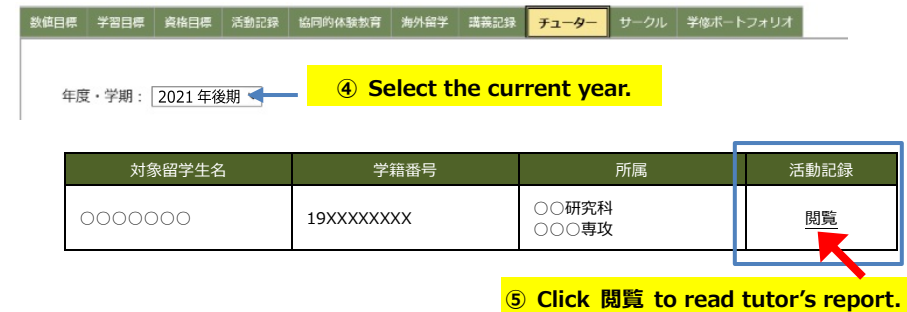 数値目標 学習目標 資格目標 活動記録 協同的体験教育 海外留学 講義記録 チューター サークル 学修ポートフォリオ
年度・学期： 2021 年後期
④ Select the current year.
対象留学生名 学籍番号 所属 活動記録
○○○○○○○ 19XXXXXXXX ○○研究科 閲覧
○○○専攻
⑤ Click 閲覧 to read tutor’s report.